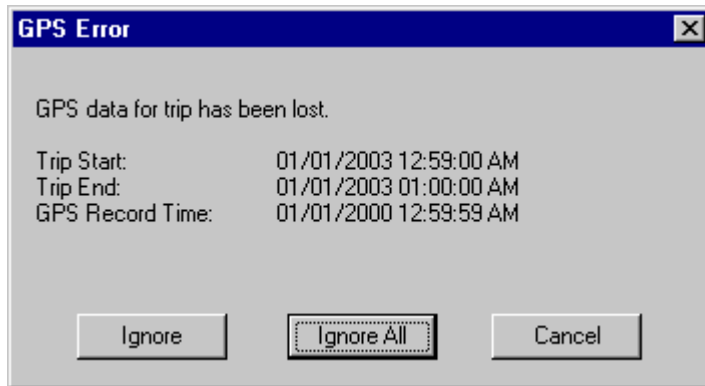 GPS Error
GPS data for trip has been lost.
Trip Start: 01/01/2003 12:59:00 AM
Trip End: 01/01/2003 01:00:00 AM
GPS Record Time: 01/01/2000 12:59:59 AM
Ignore Ignore All Cancel